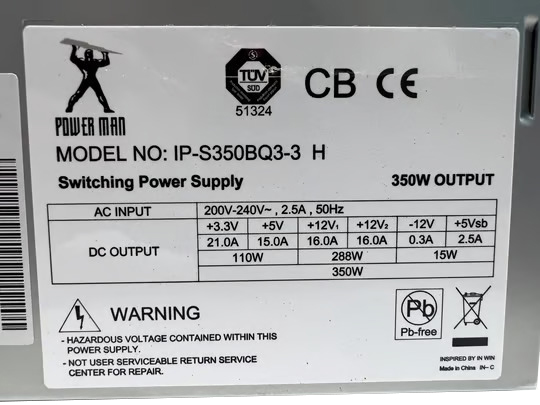 POWER MAN
TÜV
SÜD
51324
CB CE
MODEL NO: IP-S350BQ3-3 H
Switching Power Supply 350W OUTPUT
AC INPUT 200V-240V~ , 2.5A , 50Hz
DC OUTPUT +3.3V +5V +12V₁ +12V₂ -12V +5Vsb
21.0A 15.0A 16.0A 16.0A 0.3A 2.5A
110W 288W 15W
350W
WARNING
- HAZARDOUS VOLTAGE CONTAINED WITHIN THIS
POWER SUPPLY.
- NOT USER SERVICEABLE RETURN SERVICE
CENTER FOR REPAIR.
Pb
Pb-free
INSPIRED BY IN WIN
Made in China IN- C